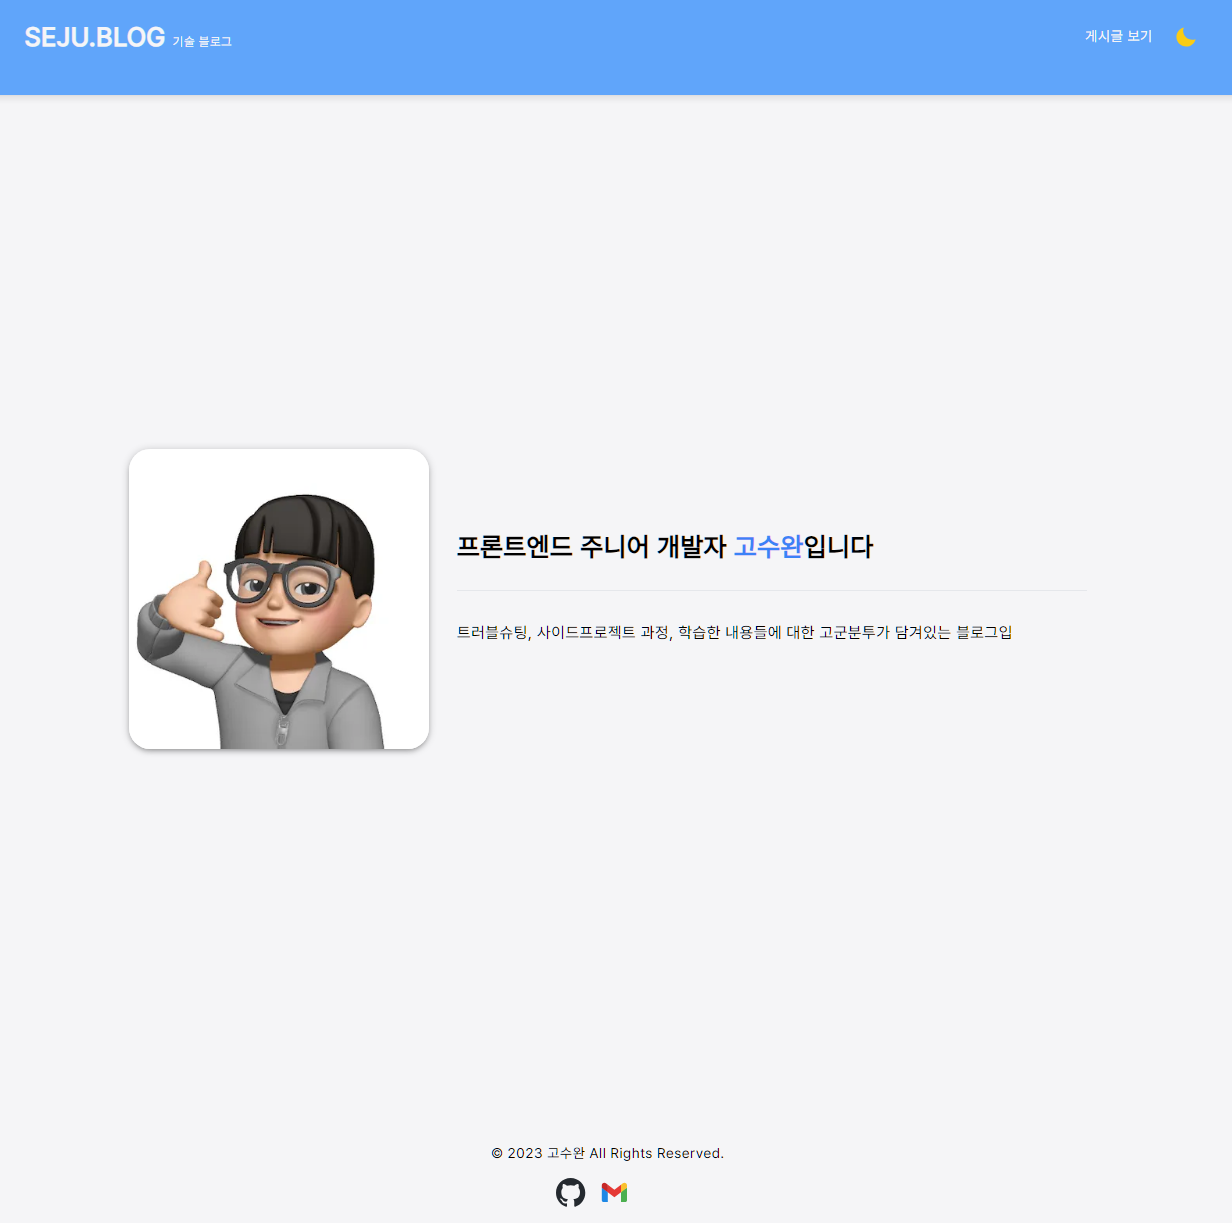 SEJU.BLOG 기술 블로그
게시글 보기
프론트엔드 주니어 개발자 고수완입니다
트러블슈팅, 사이드프로젝트 과정, 학습한 내용들에 대한 고군분투가 담겨있는 블로그입
© 2023 고수완 All Rights Reserved.